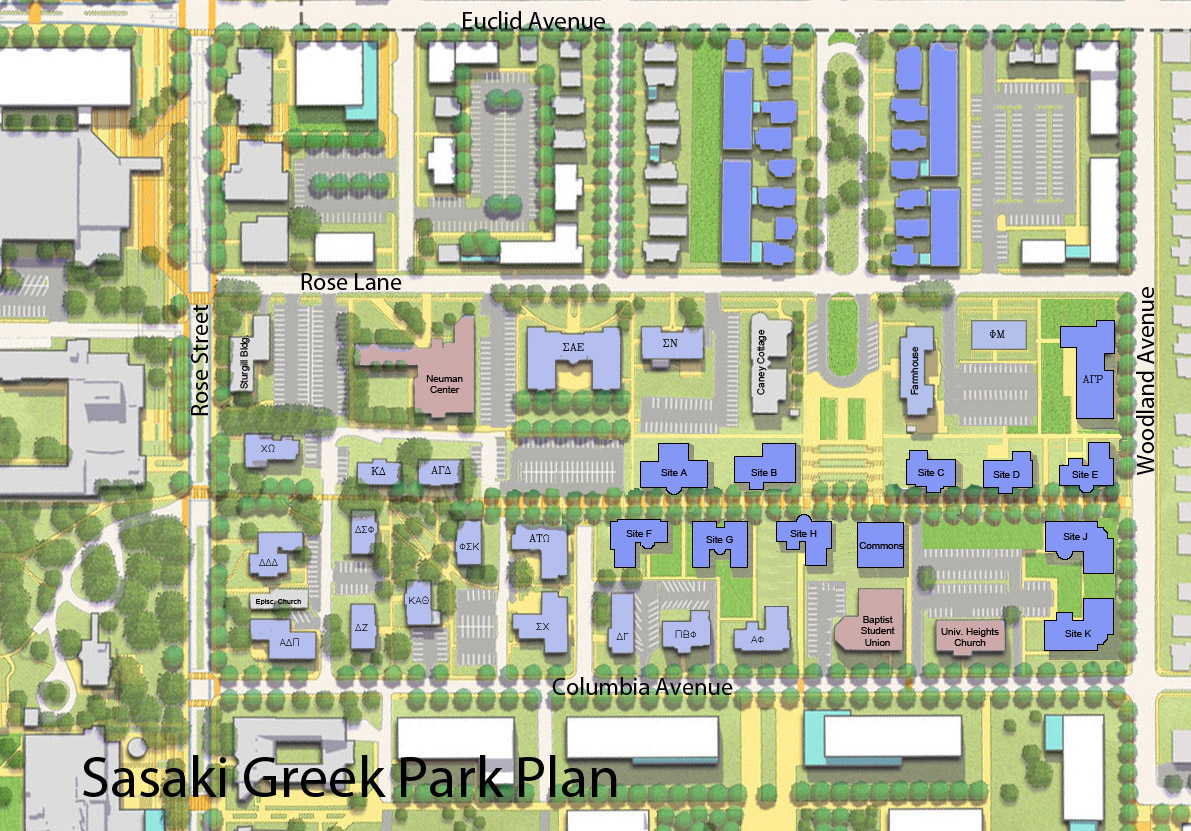 Euclid Avenue
Rose Lane
Rose Street
Woodland Avenue
Sturgill Bldg
Neuman
Center
ΣΑΕ
ΣΝ
Caney Cottage
Farmhouse
ΦΜ
ΑΓΡ
ΧΩ
ΚΔ
ΑΓΔ
Site A
Site B
Site C
Site D
Site E
ΔΔΔ
ΔΣΦ
ΦΣΚ
ΑΤΩ
Site F
Site G
Site H
Commons
Site J
Episc. Church
ΑΔΠ
ΔΖ
ΚΑΘ
ΣΧ
ΔΓ
ΠΒΦ
ΑΦ
Baptist
Student
Union
Univ. Heights
Church
Site K
Columbia Avenue
Sasaki Greek Park Plan